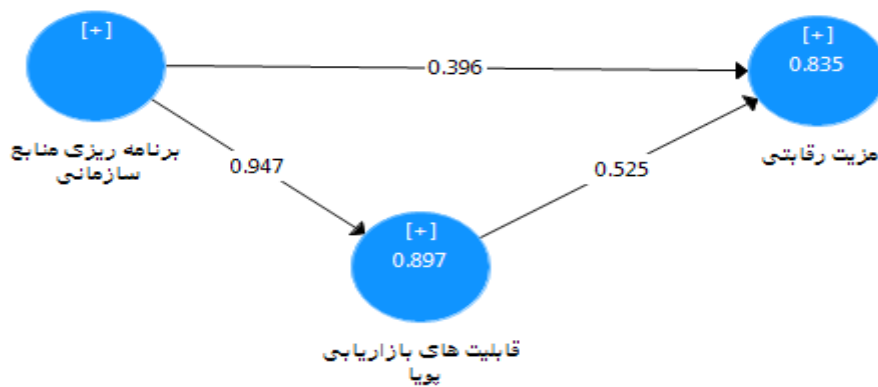 [+]
[+]
0.835
0.396
برنامه ریزی منابع
سازمانی
مزیت رقابتی
0.947
0.525
[+]
0.897
قابلیت های بازاریابی
پویا